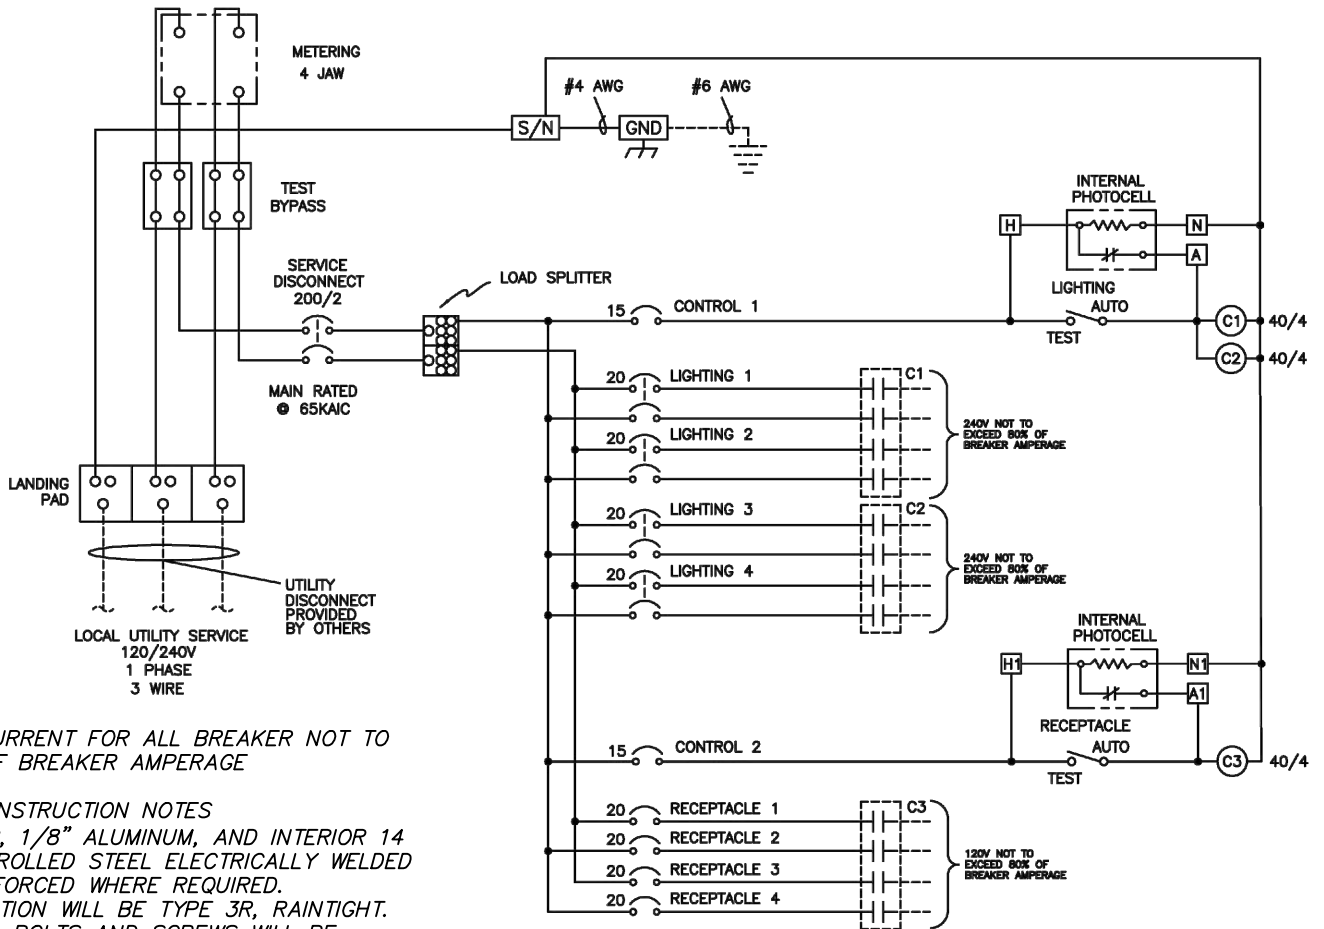 METERING
4 JAW
#4 AWG
#6 AWG
S/N
GND
TEST
BYPASS
INTERNAL
PHOTOCELL
H
N
A
SERVICE
DISCONNECT
200/2
LOAD SPLITTER
LIGHTING
AUTO
TEST
15
CONTROL 1
C1
40/4
C2
40/4
MAIN RATED
@ 65KAIC
20
LIGHTING 1
C1
20
LIGHTING 2
240V NOT TO
EXCEED 80% OF
BREAKER AMPERAGE
LANDING
PAD
20
LIGHTING 3
C2
20
LIGHTING 4
240V NOT TO
EXCEED 80% OF
BREAKER AMPERAGE
UTILITY
DISCONNECT
PROVIDED
BY OTHERS
LOCAL UTILITY SERVICE
120/240V
1 PHASE
3 WIRE
INTERNAL
PHOTOCELL
H1
N1
A1
RECEPTACLE
AUTO
TEST
15
CONTROL 2
C3
40/4
20
RECEPTACLE 1
C3
20
RECEPTACLE 2
20
RECEPTACLE 3
20
RECEPTACLE 4
120V NOT TO
EXCEED 80% OF
BREAKER AMPERAGE
URRENT FOR ALL BREAKER NOT TO
BREAKER AMPERAGE
NSTRUCTION NOTES
, 1/8" ALUMINUM, AND INTERIOR 14
ROLLED STEEL ELECTRICALLY WELDED
FORCED WHERE REQUIRED.
TION WILL BE TYPE 3R, RAINTIGHT.
BOLTS AND SCREWS WILL BE